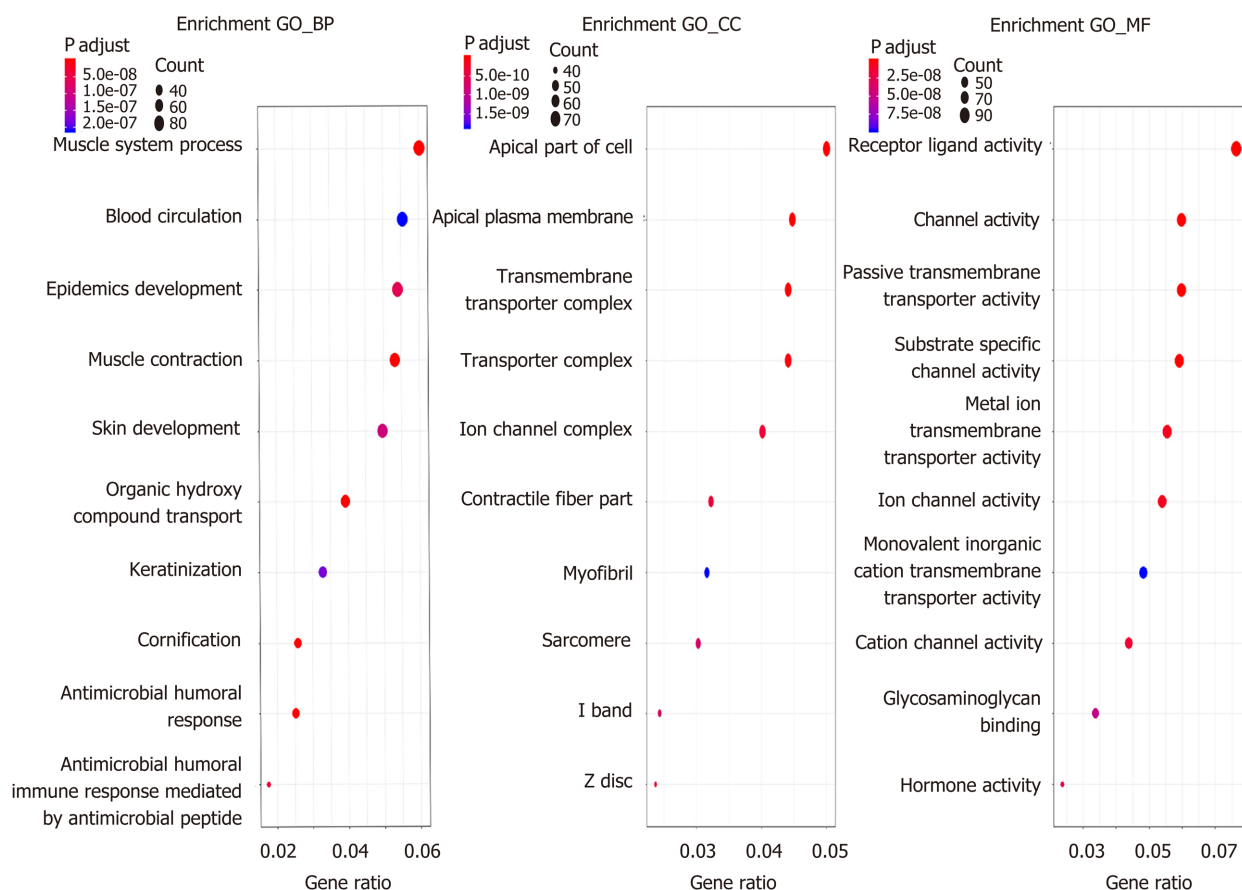 Enrichment GO_BP
P adjust
5.0e-08
1.0e-07
1.5e-07
2.0e-07
Count
40
60
80
Muscle system process
Blood circulation
Epidemics development
Muscle contraction
Skin development
Organic hydroxy
compound transport
Keratinization
Cornification
Antimicrobial humoral
response
Antimicrobial humoral
immune response mediated
by antimicrobial peptide
0.02 0.04 0.06
Gene ratio
Enrichment GO_CC
P adjust
5.0e-10
1.0e-09
1.5e-09
Count
40
50
60
70
Apical part of cell
Apical plasma membrane
Transmembrane
transporter complex
Transporter complex
Ion channel complex
Contractile fiber part
Myofibril
Sarcomere
I band
Z disc
0.03 0.04 0.05
Gene ratio
Enrichment GO_MF
P adjust
2.5e-08
5.0e-08
7.5e-08
Count
50
70
90
Receptor ligand activity
Channel activity
Passive transmembrane
transporter activity
Substrate specific
channel activity
Metal ion
transmembrane
transporter activity
Ion channel activity
Monovalent inorganic
cation transmembrane
transporter activity
Cation channel activity
Glycosaminoglycan
binding
Hormone activity
0.03 0.05 0.07
Gene ratio